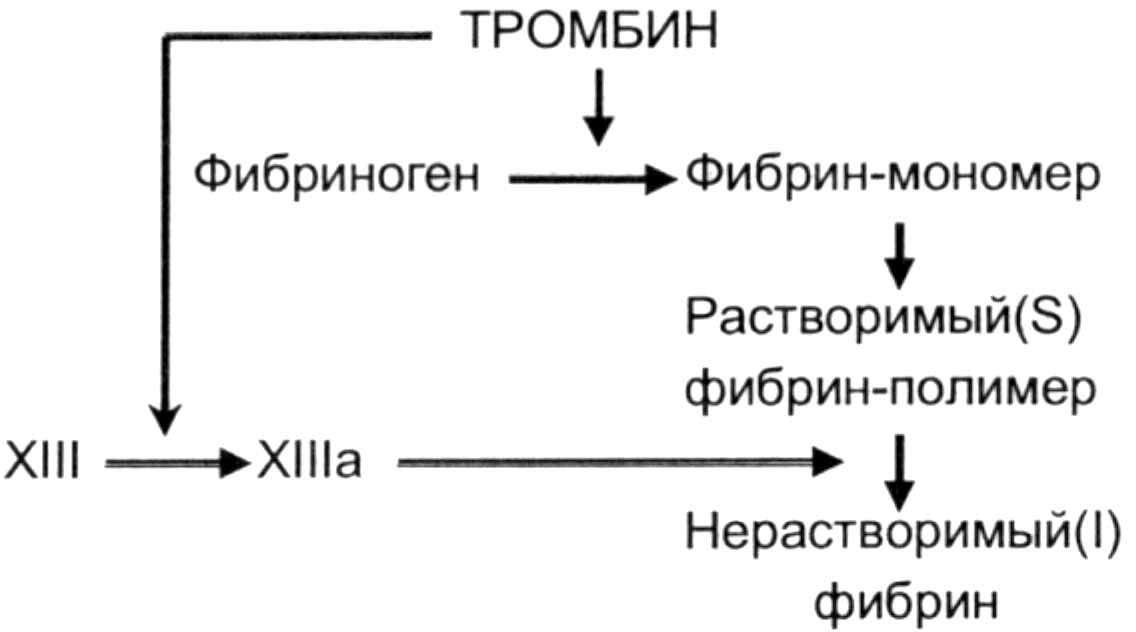 ТРОМБИН
Фибриноген Фибрин-мономер
Растворимый(S)
фибрин-полимер
XIII XIIIa
Нерастворимый(I)
фибрин